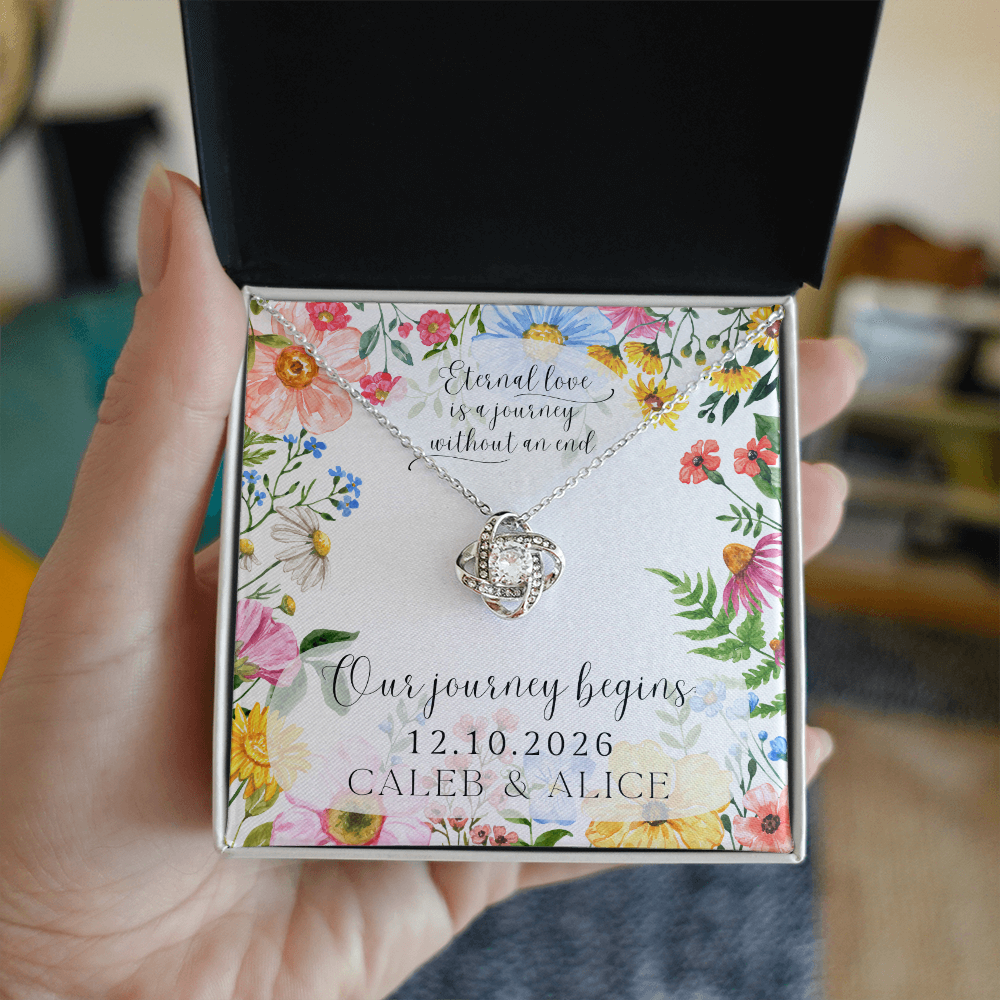 Eternal love
is a journey
without an end
Our journey begins:
12.10.2026
CALEB & ALICE